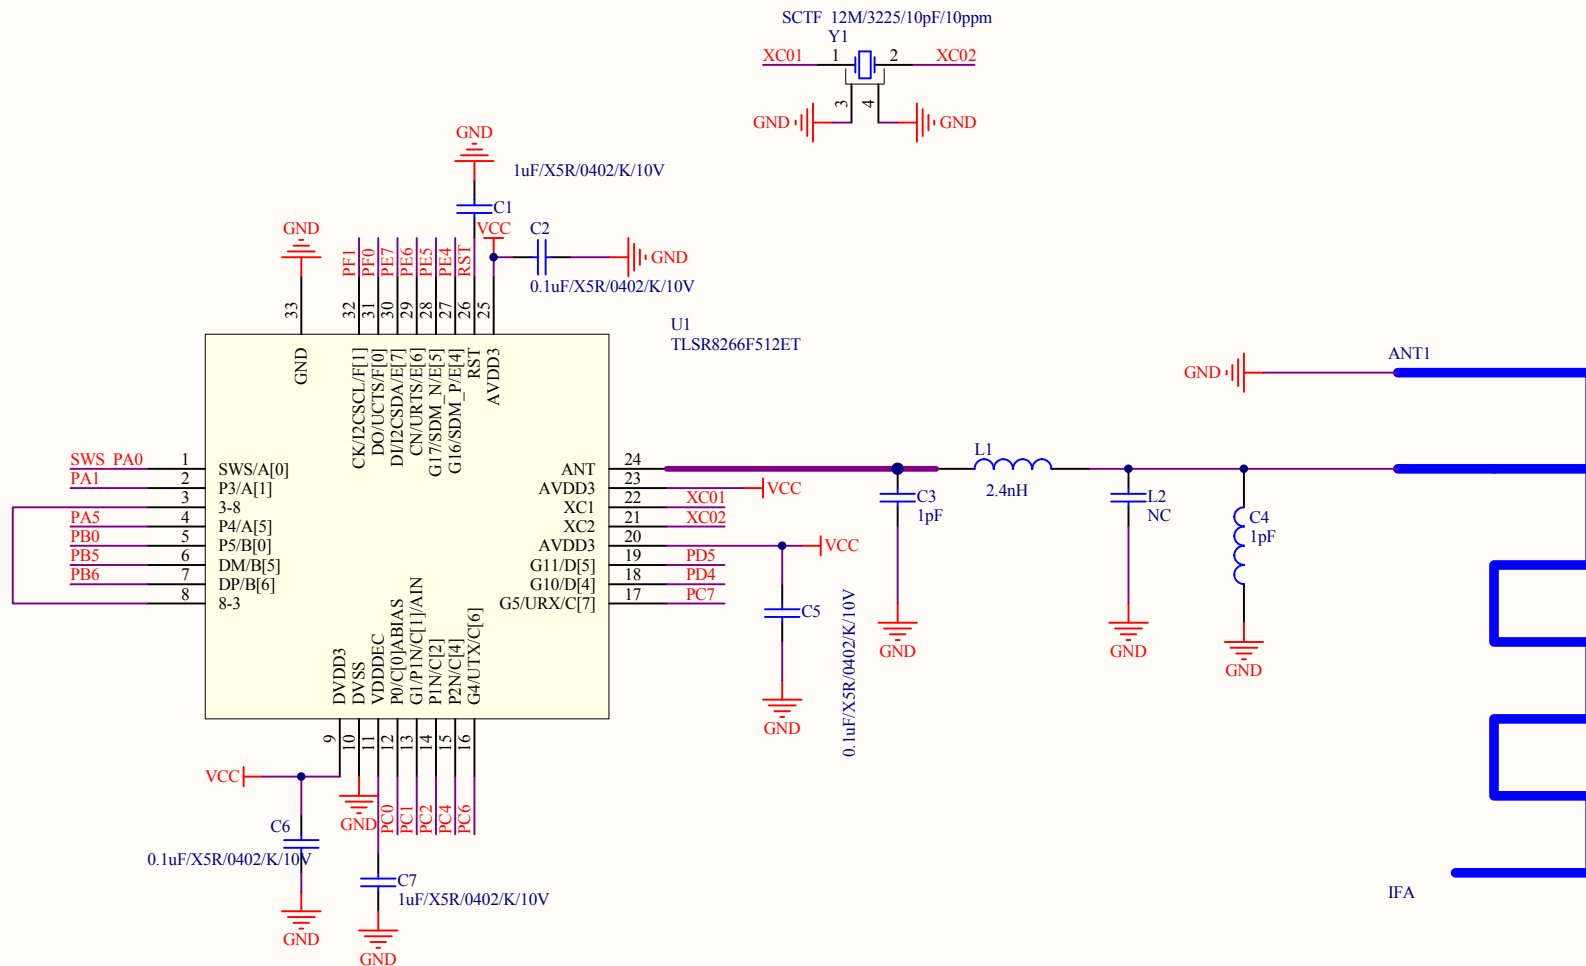 SCTF 12M/3225/10pF/10ppm
Y1
XC01
1
2
XC02
3
4
GND
GND
GND
1uF/X5R/0402/K/10V
C1
GND
VCC
C2
GND
0.1uF/X5R/0402/K/10V
PF1
PF0
PE7
PE6
PE5
PE4
RST
33
32
31
30
29
28
27
26
25
U1
TLSR8266F512ET
GND
CK/I2CSCL/F[1]
DO/UCTS/F[0]
DI/I2CSDA/E[7]
CN/URTS/E[6]
G17/SDM_N/E[5]
G16/SDM_P/E[4]
RST
AVDD3
SWS PA0 1 SWS/A[0]
PA1 2 P3/A[1]
3 3-8
PA5 4 P4/A[5]
PB0 5 P5/B[0]
PB5 6 DM/B[5]
PB6 7 DP/B[6]
8 8-3
ANT 24
AVDD3 23 VCC
XC1 22 XC01
XC2 21 XC02
AVDD3 20 VCC
G11/D[5] 19 PD5
G10/D[4] 18 PD4
G5/URX/C[7] 17 PC7
DVDD3
DVSS
VDDDEC
P0/C[0]ABIAS
G1/P1N/C[1]/AIN
P1N/C[2]
P2N/C[4]
G4/UTX/C[6]
9
10
11
12
13
14
15
16
VCC
GND
PC0
PC1
PC2
PC4
PC6
C6
0.1uF/X5R/0402/K/10V
GND
C7
1uF/X5R/0402/K/10V
GND
C5
0.1uF/X5R/0402/K/10V
GND
C3
1pF
GND
L1
2.4nH
L2
NC
GND
C4
1pF
GND
ANT1
GND
IFA